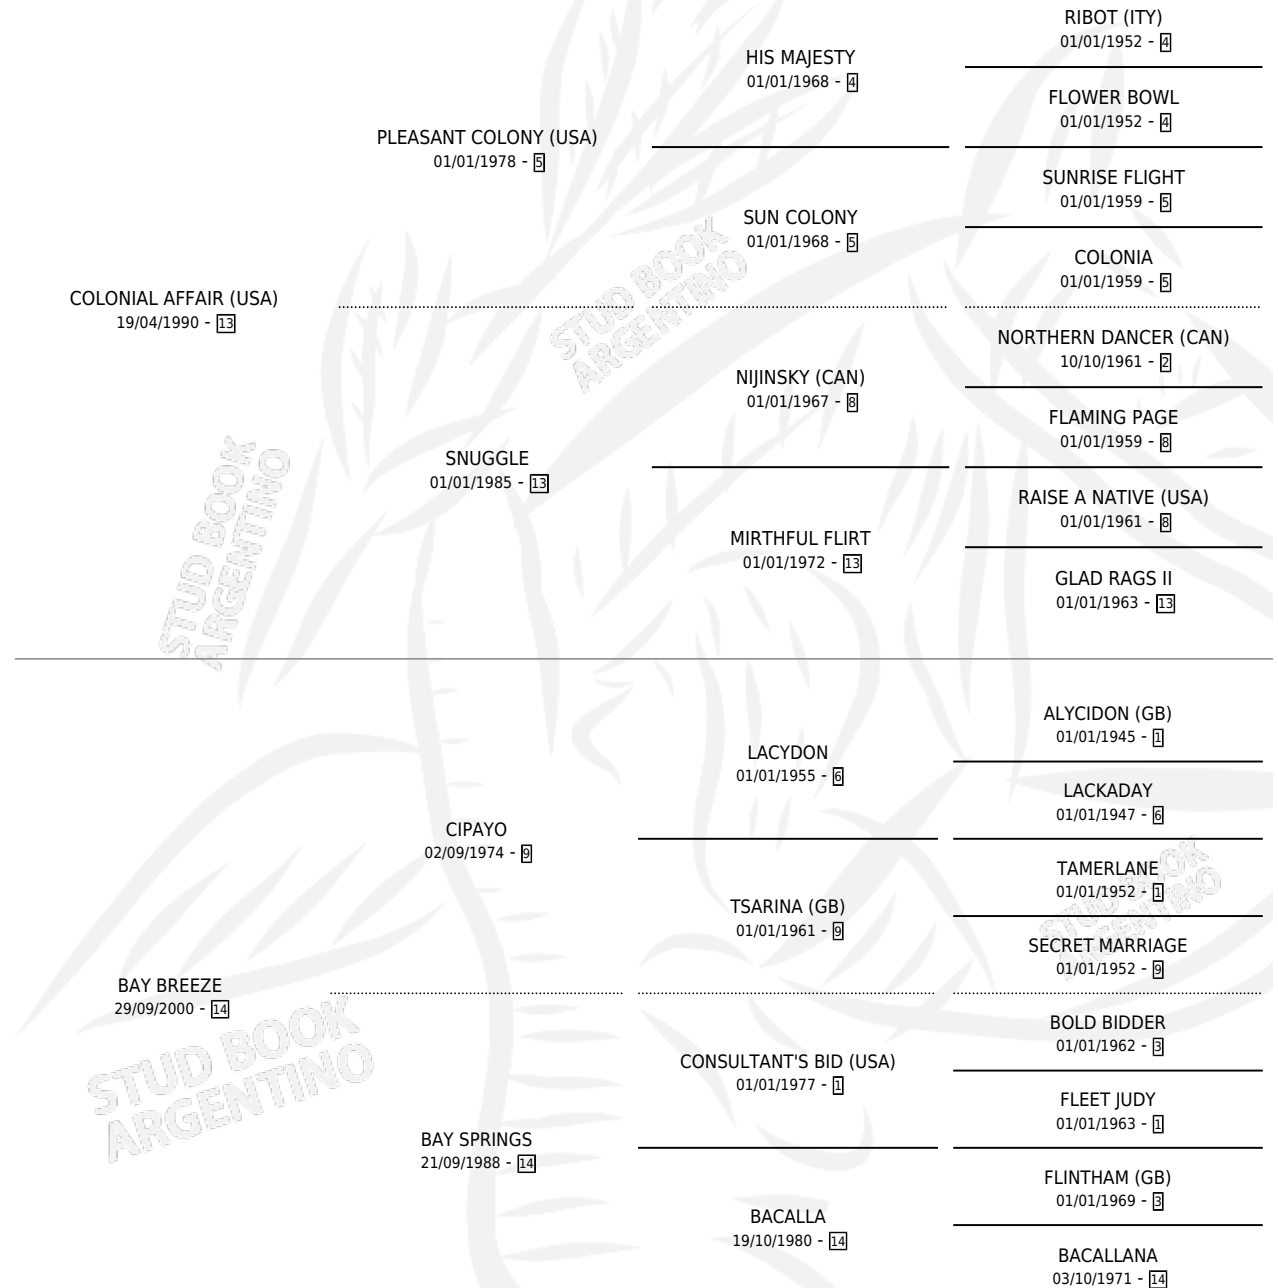 RIBOT (ITY)
01/01/1952 - 4
HIS MAJESTY
01/01/1968 - 4
FLOWER BOWL
01/01/1952 - 4
PLEASANT COLONY (USA)
01/01/1978 - 5
SUNRISE FLIGHT
01/01/1959 - 5
SUN COLONY
01/01/1968 - 5
COLONIA
01/01/1959 - 5
COLONIAL AFFAIR (USA)
19/04/1990 - 13
NORTHERN DANCER (CAN)
10/10/1961 - 2
NIJINSKY (CAN)
01/01/1967 - 8
FLAMING PAGE
01/01/1959 - 8
SNUGGLE
01/01/1985 - 13
RAISE A NATIVE (USA)
01/01/1961 - 8
MIRTHFUL FLIRT
01/01/1972 - 13
GLAD RAGS II
01/01/1963 - 13
STUD BOOK
ARGENTINO
STUD BOOK
ARGENTINO
ALYCIDON (GB)
01/01/1945 - 1
LACYDON
01/01/1955 - 6
LACKADAY
01/01/1947 - 6
CIPAYO
02/09/1974 - 9
TAMERLANE
01/01/1952 - 1
TSARINA (GB)
01/01/1961 - 9
SECRET MARRIAGE
01/01/1952 - 9
STUD BOOK
ARGENTINO
BAY BREEZE
29/09/2000 - 14
BOLD BIDDER
01/01/1962 - 3
CONSULTANT'S BID (USA)
01/01/1977 - 1
FLEET JUDY
01/01/1963 - 1
STUD BOOK
ARGENTINO
BAY SPRINGS
21/09/1988 - 14
FLINTHAM (GB)
01/01/1969 - 3
BACALLA
19/10/1980 - 14
BACALLANA
03/10/1971 - 14